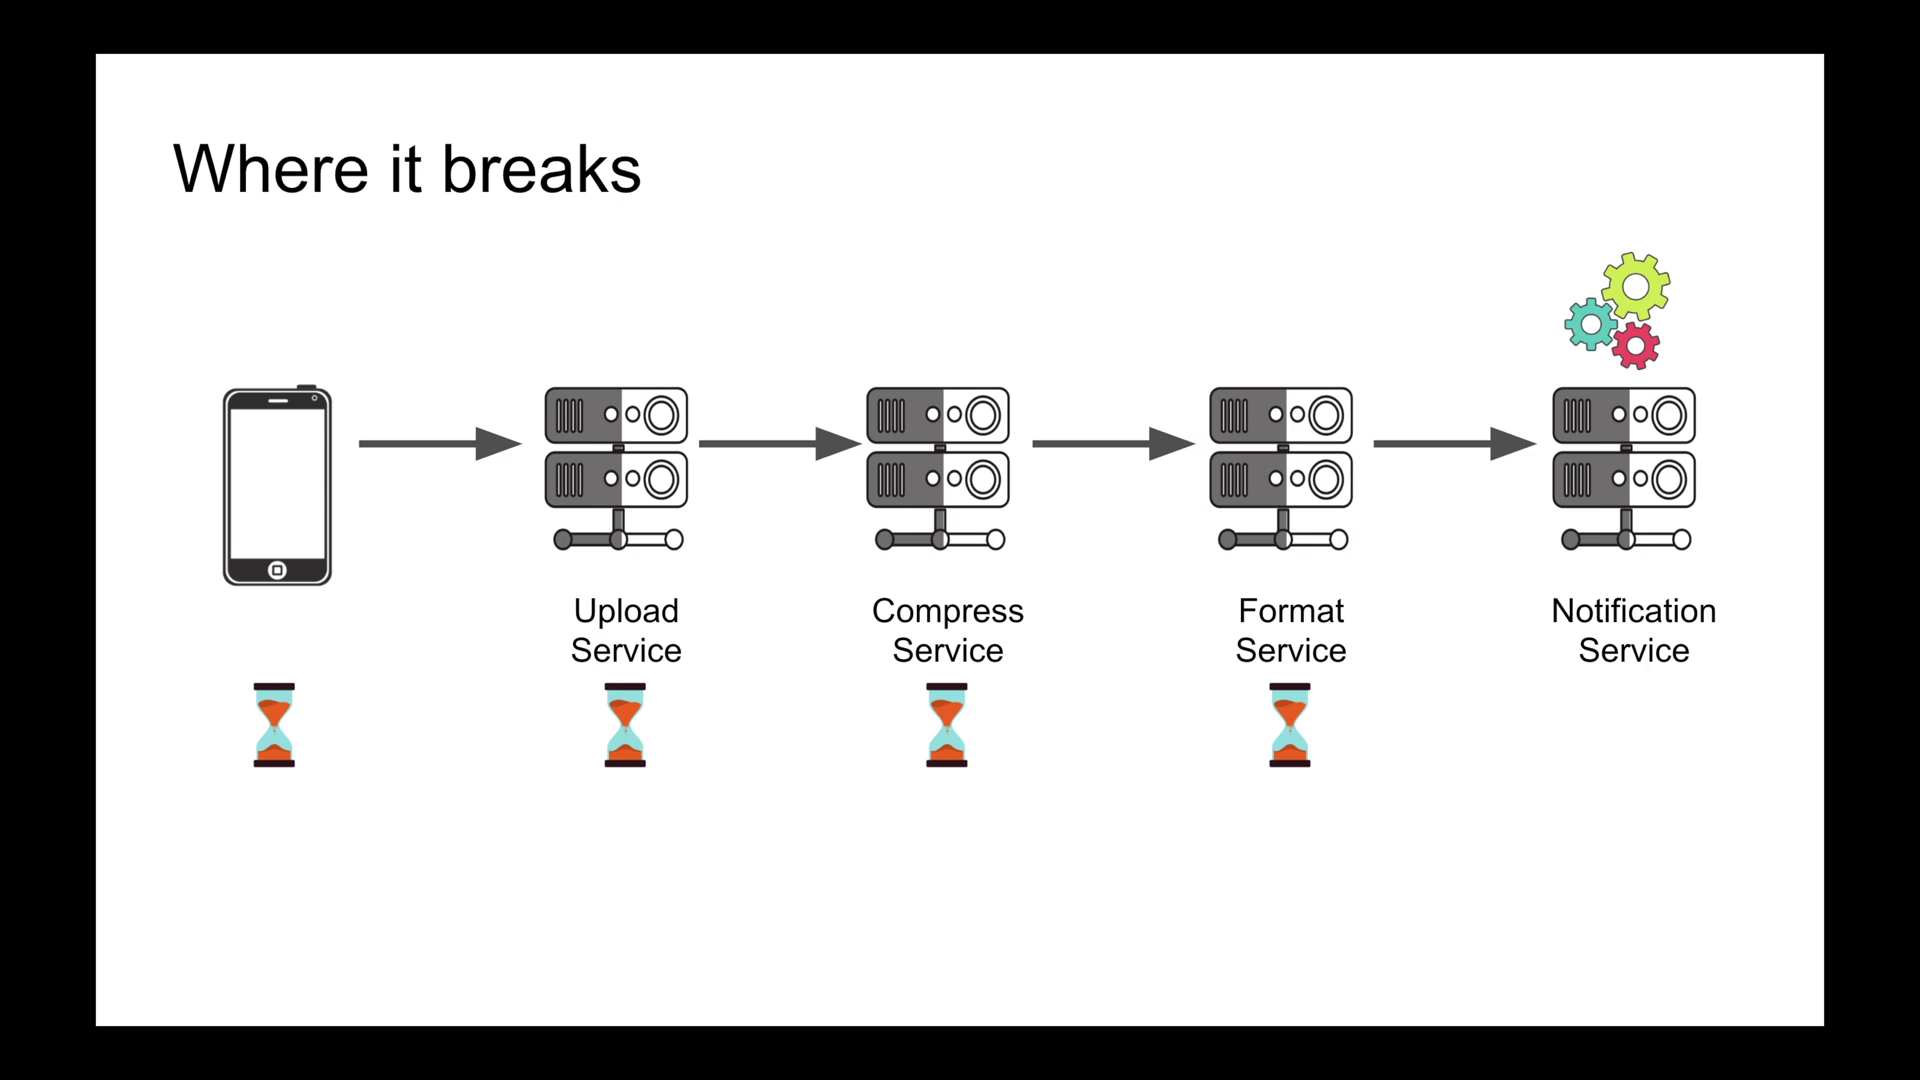 Where it breaks
Upload
Service
Compress
Service
Format
Service
Notification
Service